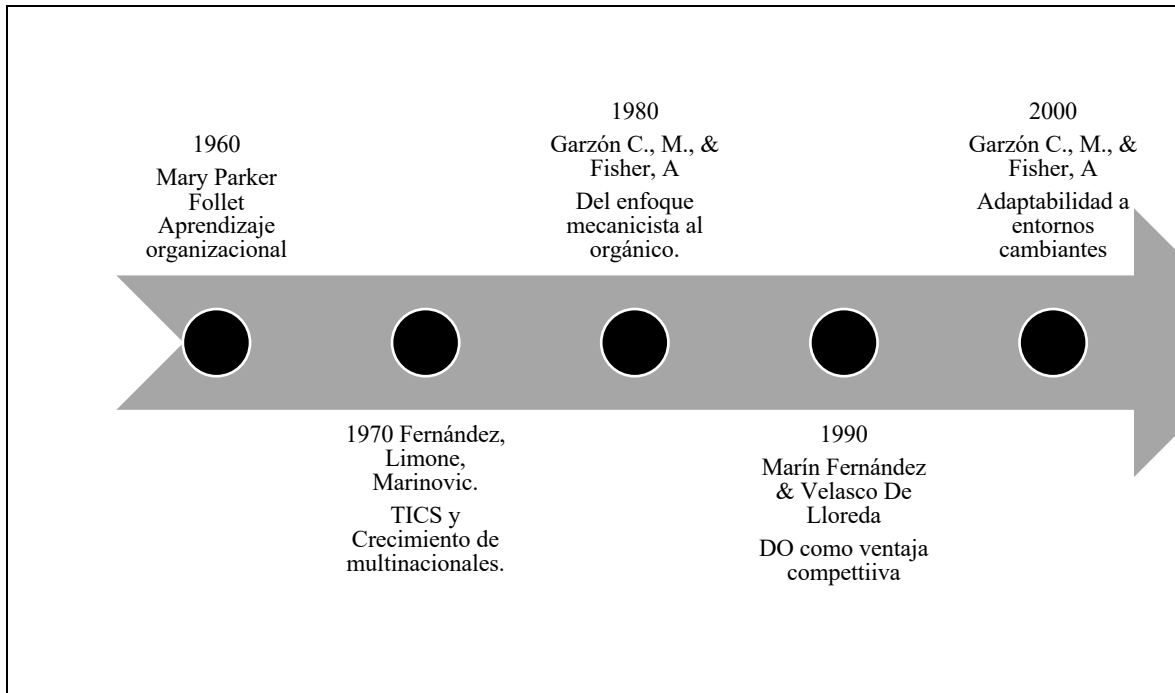 1960
Mary Parker
Follet
Aprendizaje
organizacional
1970 Fernández,
Limone,
Marinovic.
TICS y
Crecimiento de
multinacionales.
1980
Garzón C., M., &
Fisher, A
Del enfoque
mecanicista al
orgánico.
1990
Marín Fernández
& Velasco De
Lloreda
DO como ventaja
compettiiva
2000
Garzón C., M., &
Fisher, A
Adaptabilidad a
entornos
cambiantes